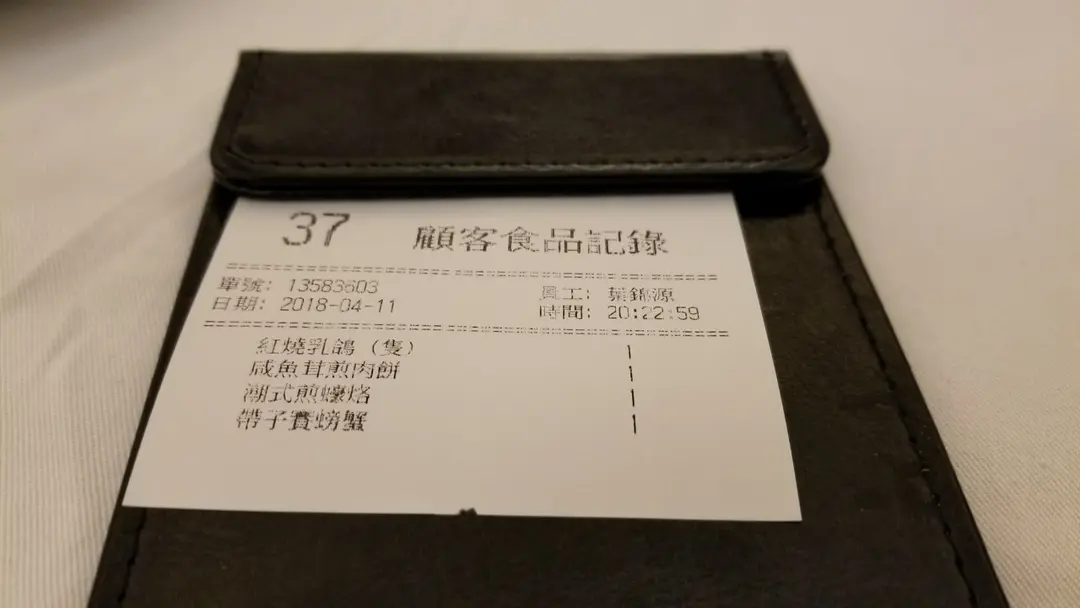 37 顧客食品記錄
單號: 13583603
員工: 葉錦源
日期: 2018-04-11
時間: 20:22:59
紅燒乳鴿 (隻) 1
咸魚茸煎肉餅 1
潮式煎蠔烙 1
帶子賽螃蟹 1